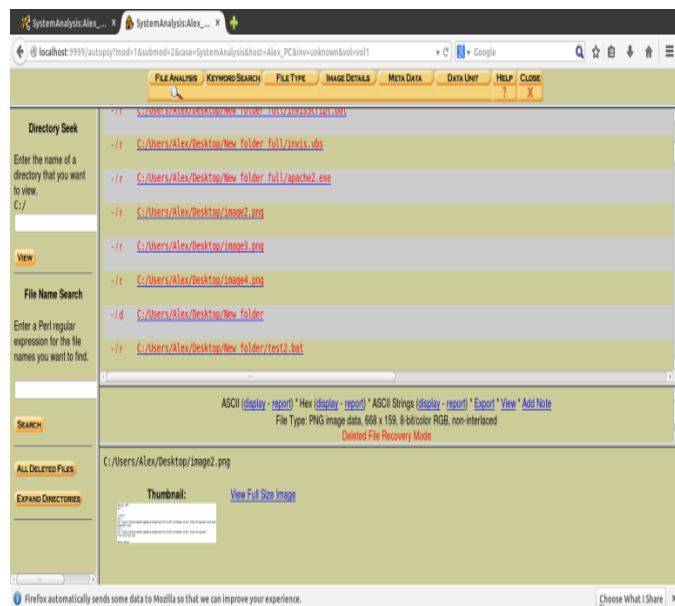 SystemAnalysis:Alex_... x
SystemAnalysis:Alex_... x
localhost:9999/autopsy?mod=1&submod=2&case=SystemAnalysis&host=Alex_PC&inv=unknown&vol=vol1
Google
FILE ANALYSIS KEYWORD SEARCH FILE TYPE IMAGE DETAILS META DATA DATA UNIT HELP CLOSE
? X
Directory Seek
Enter the name of a
directory that you want
to view.
C:/
VIEW
File Name Search
Enter a Perl regular
expression for the file
names you want to find.
SEARCH
ALL DELETED FILES
EXPAND DIRECTORIES
-/r C:/Users/Alex/Desktop/New folder full/invisScript.bat
-/r C:/Users/Alex/Desktop/New folder full/invis.vbs
-/r C:/Users/Alex/Desktop/New folder full/apache2.exe
-/r C:/Users/Alex/Desktop/image2.png
-/r C:/Users/Alex/Desktop/image3.png
-/r C:/Users/Alex/Desktop/image4.png
-/d C:/Users/Alex/Desktop/New folder
-/r C:/Users/Alex/Desktop/New folder/test2.bat
ASCII (display - report) * Hex (display - report) * ASCII Strings (display - report) * Export * View * Add Note
File Type: PNG image data, 668 x 159, 8-bit/color RGB, non-interlaced
Deleted File Recovery Mode
C:/Users/Alex/Desktop/image2.png
Thumbnail: View Full Size Image
Firefox automatically sends some data to Mozilla so that we can improve your experience.
Choose What I Share x